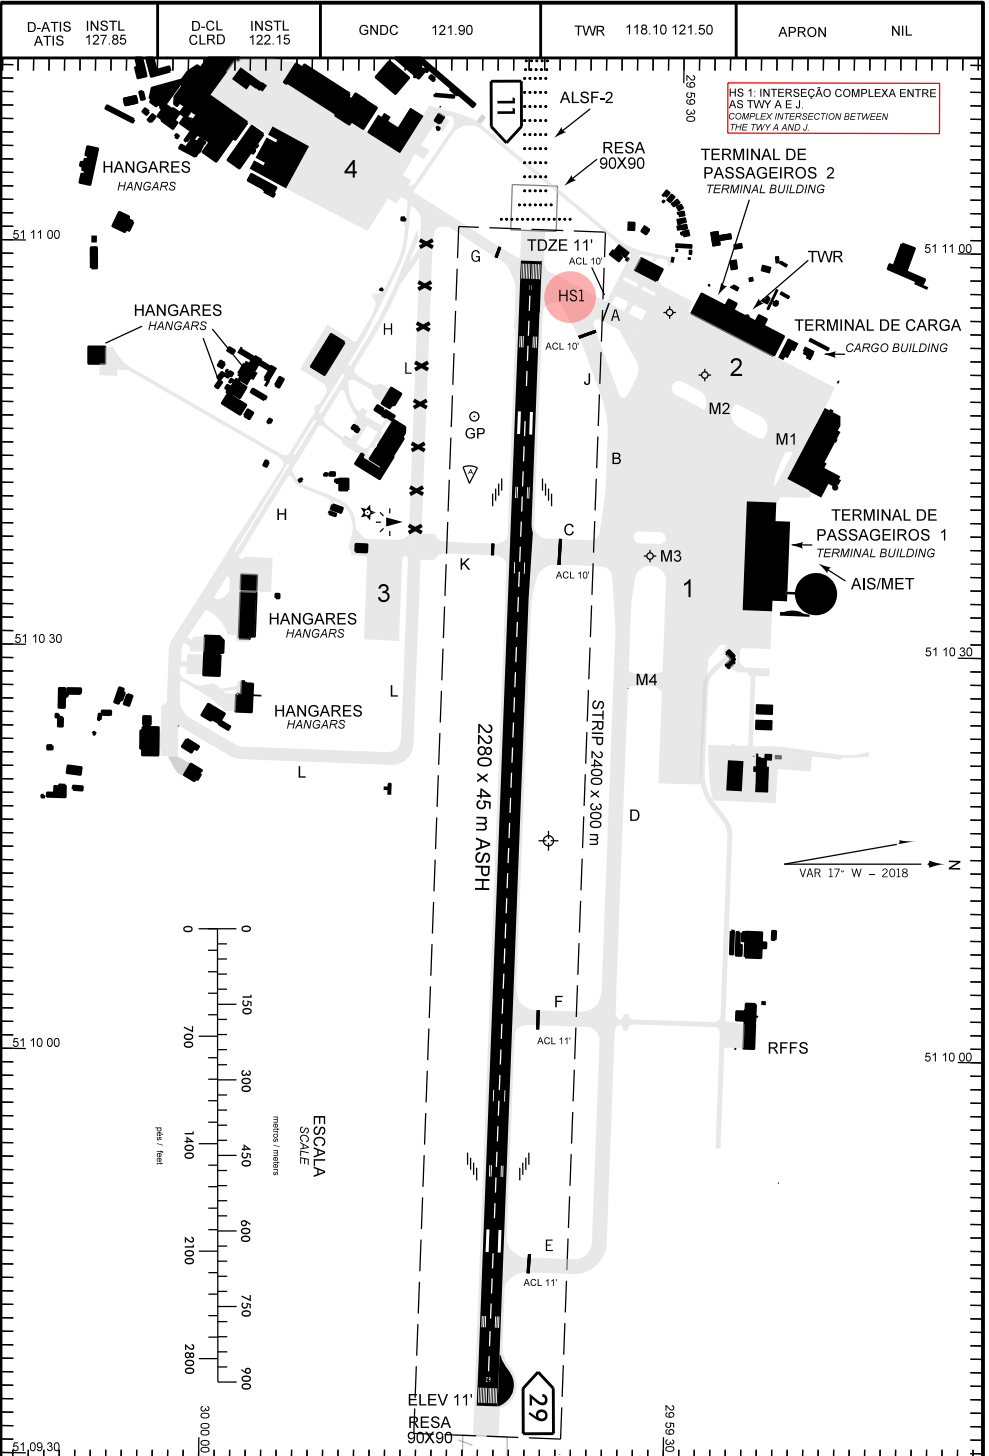 D-ATIS INSTL
ATIS 127.85
D-CL INSTL
CLRD 122.15
GNDC 121.90
TWR 118.10 121.50
APRON NIL
HS 1: INTERSEÇÃO COMPLEXA ENTRE
AS TWY A E J.
COMPLEX INTERSECTION BETWEEN
THE TWY A AND J.
29 59 30
11
ALSF-2
RESA
90X90
TERMINAL DE
PASSAGEIROS 2
TERMINAL BUILDING
HANGARES
HANGARS
4
51 11 00
51 11 00
TDZE 11'
ACL 10'
G
TWR
HS1
A
HANGARES
HANGARS
H
TERMINAL DE CARGA
CARGO BUILDING
ACL 10'
L
J
2
M2
GP
A
M1
B
TERMINAL DE
PASSAGEIROS 1
TERMINAL BUILDING
H
C
K
M3
ACL 10'
AIS/MET
3
1
HANGARES
HANGARS
51 10 30
51 10 30
M4
L
HANGARES
HANGARS
L
2280 x 45 m ASPH
STRIP 2400 x 300 m
D
VAR 17° W - 2018
N
0
0
150
700
300
1400
450
600
2100
750
2800
900
ESCALA
SCALE
metros / meters
pés / feet
F
ACL 11'
51 10 00
RFFS
51 10 00
E
ACL 11'
29
ELEV 11'
RESA
90X90
29
30 00 00
29 59 30
51 09 30